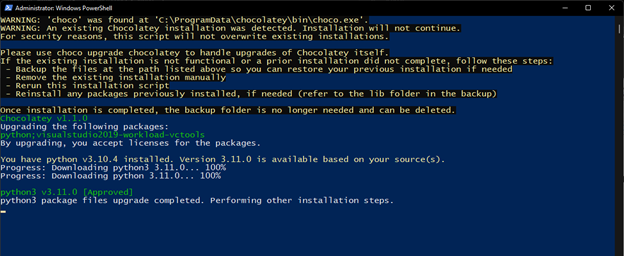 Administrator: Windows PowerShell
WARNING: 'choco' was found at 'C:\ProgramData\chocolatey\bin\choco.exe'.
WARNING: An existing Chocolatey installation was detected. Installation will not continue.
For security reasons, this script will not overwrite existing installations.
Please use choco upgrade chocolatey to handle upgrades of Chocolatey itself.
If the existing installation is not functional or a prior installation did not complete, follow these steps:
- Backup the files at the path listed above so you can restore your previous installation if needed
- Remove the existing installation manually
- Rerun this installation script
- Reinstall any packages previously installed, if needed (refer to the lib folder in the backup)
Once installation is completed, the backup folder is no longer needed and can be deleted.
Chocolatey v1.1.0
Upgrading the following packages:
python;visualstudio2019-workload-vctools
By upgrading, you accept licenses for the packages.
You have python v3.10.4 installed. Version 3.11.0 is available based on your source(s).
Progress: Downloading python3 3.11.0... 100%
Progress: Downloading python 3.11.0... 100%
python3 v3.11.0 [Approved]
python3 package files upgrade completed. Performing other installation steps.